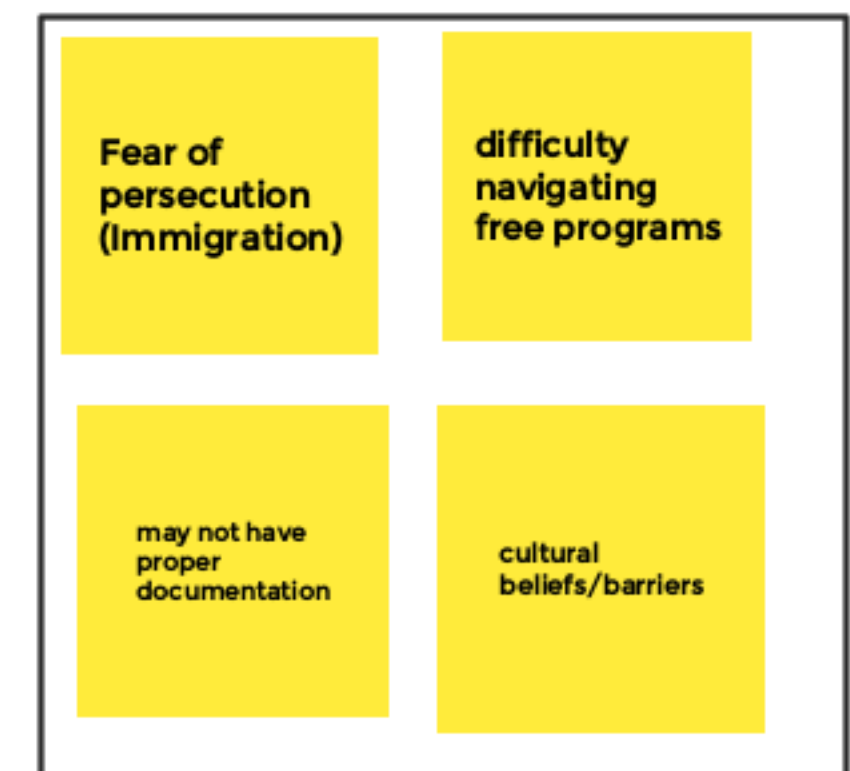 Fear of
persecution
(Immigration)
difficulty
navigating
free programs
may not have
proper
documentation
cultural
beliefs/barriers